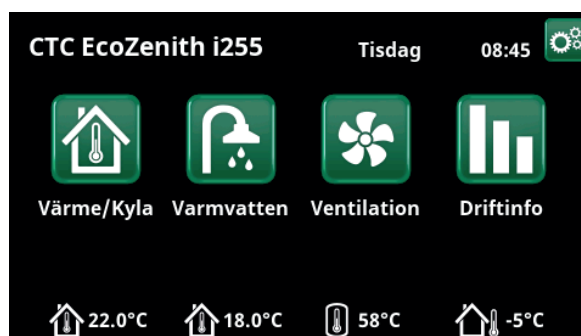 CTC EcoZenith i255 Tisdag 08:45
Värme/Kyla Varmvatten Ventilation Driftinfo
22.0°C 18.0°C 58°C -5°C